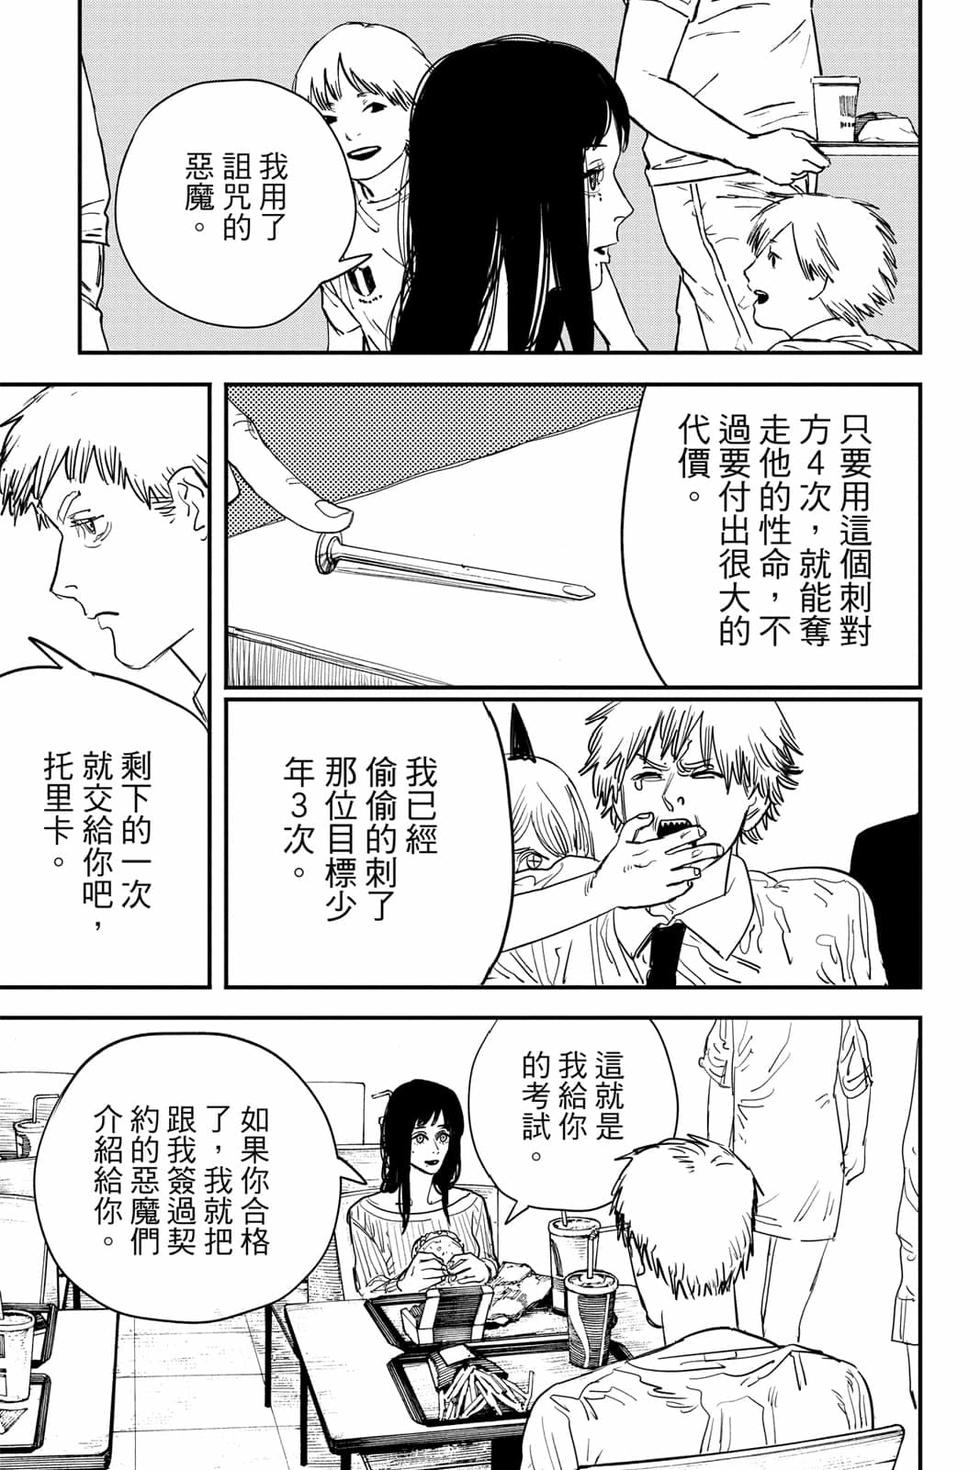 我用了
詛咒的
惡魔。
只要用這個刺對
方4次，就能奪
走他的性命，不
過要付出很大的
代價。
我已經
偷偷的刺了
那位目標少
年3次。
剩下的一次
就交給你吧，
托里卡。
這就是
我給你
的考試。
如果你合格
了，我就把
跟我簽過契
約的惡魔們
介紹給你。